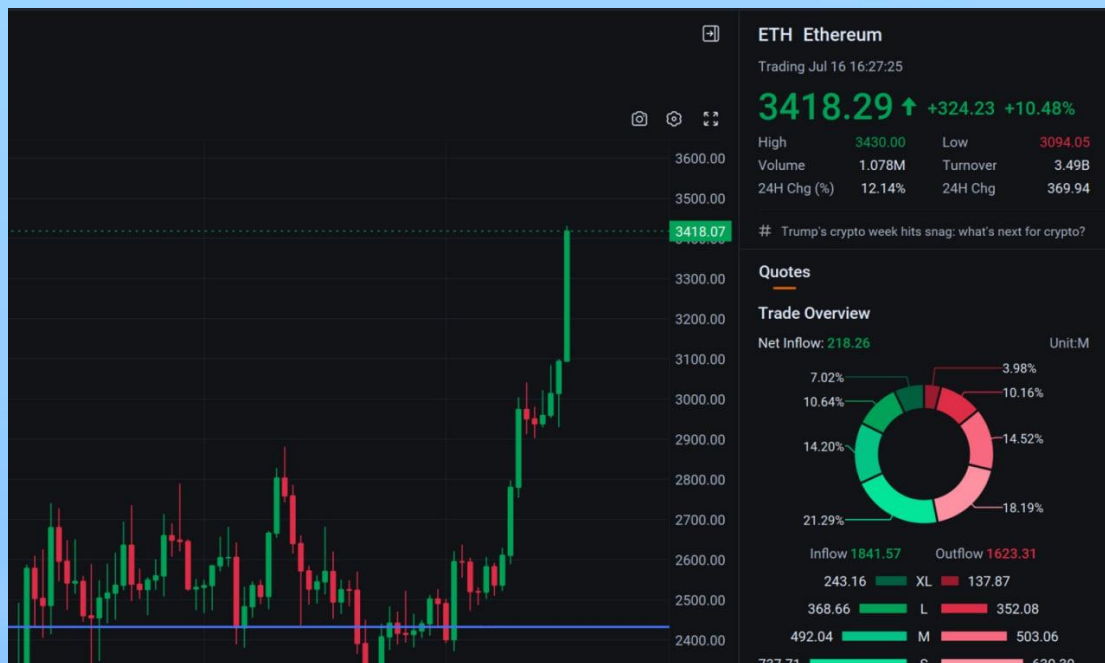 ETH Ethereum
Trading Jul 16 16:27:25
3418.29 +324.23 +10.48%
High 3430.00 Low 3094.05
Volume 1.078M Turnover 3.49B
24H Chg (%) 12.14% 24H Chg 369.94
# Trump's crypto week hits snag: what's next for crypto?
Quotes
Trade Overview
Net Inflow: 218.26 Unit:M
7.02% 3.98%
10.64% 10.16%
14.20% 14.52%
21.29% 18.19%
Inflow 1841.57 Outflow 1623.31
243.16 XL 137.87
368.66 L 352.08
492.04 M 503.06
3600.00
3500.00
3418.07
3300.00
3200.00
3100.00
3000.00
2900.00
2800.00
2700.00
2600.00
2500.00
2400.00